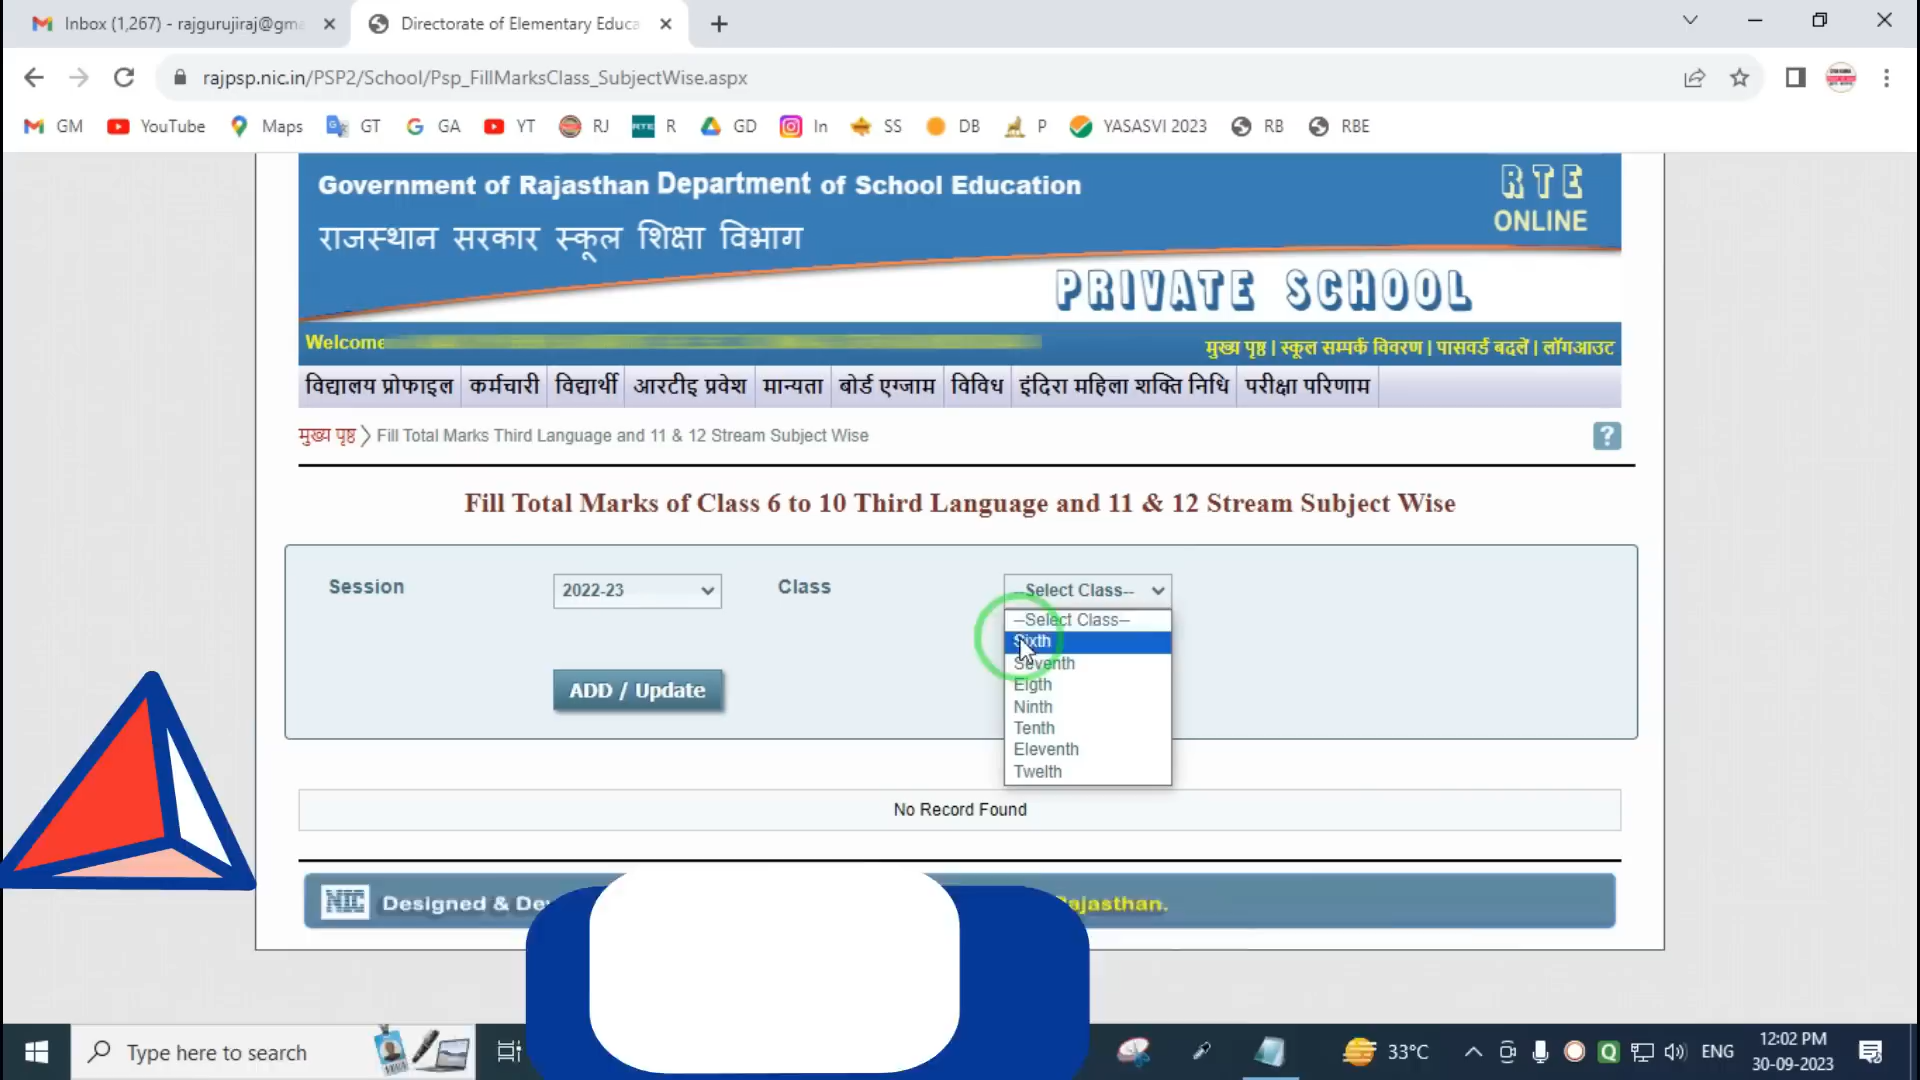 Inbox (1,267) - rajgurujiraj@gma
Directorate of Elementary Educa
rajpsp.nic.in/PSP2/School/Psp_FillMarksClass_SubjectWise.aspx
GM YouTube Maps GT GA YT RJ R GD In SS DB P YASASVI 2023 RB RBE
Government of Rajasthan Department of School Education
राजस्थान सरकार स्कूल शिक्षा विभाग
RTE
ONLINE
PRIVATE SCHOOL
Welcome
मुख्य पृष्ठ | स्कूल सम्पर्क विवरण | पासवर्ड बदलें | लॉगआउट
विद्यालय प्रोफाइल कर्मचारी विद्यार्थी आरटीइ प्रवेश मान्यता बोर्ड एग्जाम विविध इंदिरा महिला शक्ति निधि परीक्षा परिणाम
मुख्य पृष्ठ Fill Total Marks Third Language and 11 & 12 Stream Subject Wise
?
Fill Total Marks of Class 6 to 10 Third Language and 11 & 12 Stream Subject Wise
Session 2022-23 Class --Select Class--
--Select Class--
Sixth
Seventh
Eigth
Ninth
Tenth
Eleventh
Twelth
ADD / Update
No Record Found
NIC Designed & De ajasthan.
Type here to search
33°C
ENG
12:02 PM
30-09-2023